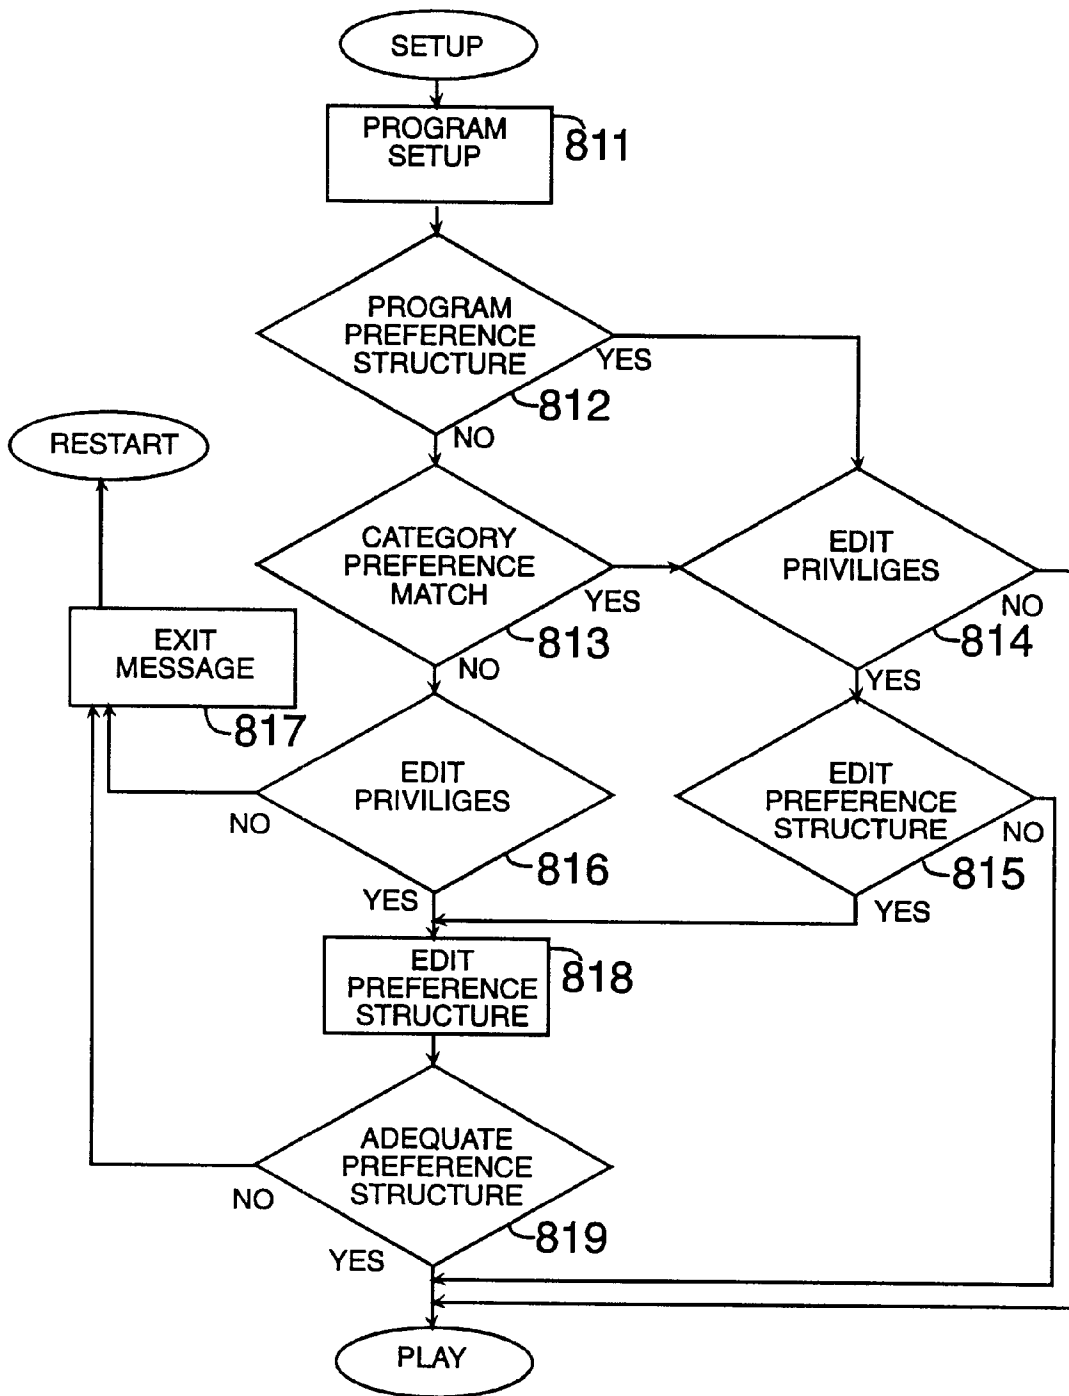 SETUP
PROGRAM
SETUP
811
PROGRAM
PREFERENCE
STRUCTURE
YES
812
NO
RESTART
CATEGORY
PREFERENCE
MATCH
YES
813
NO
EDIT
PRIVILIGES
NO
814
YES
EXIT
MESSAGE
817
EDIT
PRIVILIGES
NO
816
YES
EDIT
PREFERENCE
STRUCTURE
NO
815
YES
EDIT
PREFERENCE
STRUCTURE
818
ADEQUATE
PREFERENCE
STRUCTURE
NO
819
YES
PLAY